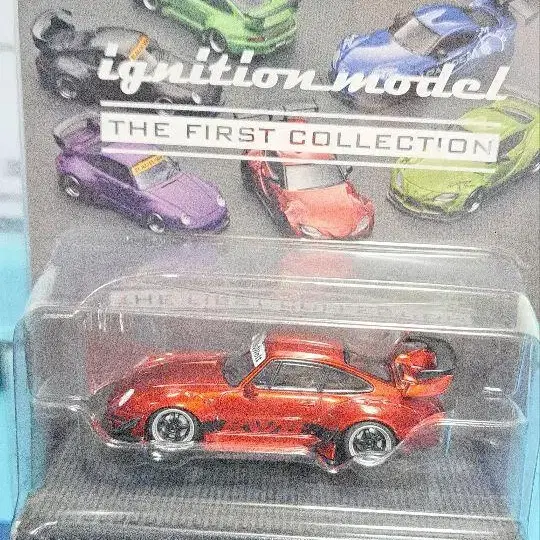 ignition model
THE FIRST COLLECTION